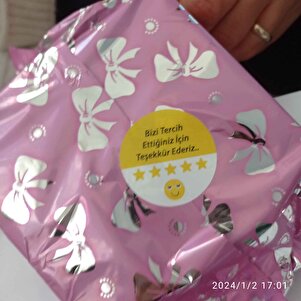 Bizi Tercih
Ettiğiniz İçin
Teşekkür Ederiz..
2024/1/2 17:01